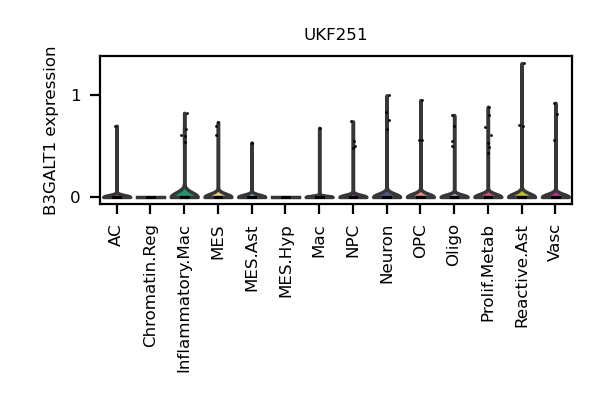 UKF251
B3GALT1 expression
1
0
AC
Chromatin.Reg
Inflammatory.Mac
MES
MES.Ast
MES.Hyp
Mac
NPC
Neuron
OPC
Oligo
Prolif.Metab
Reactive.Ast
Vasc